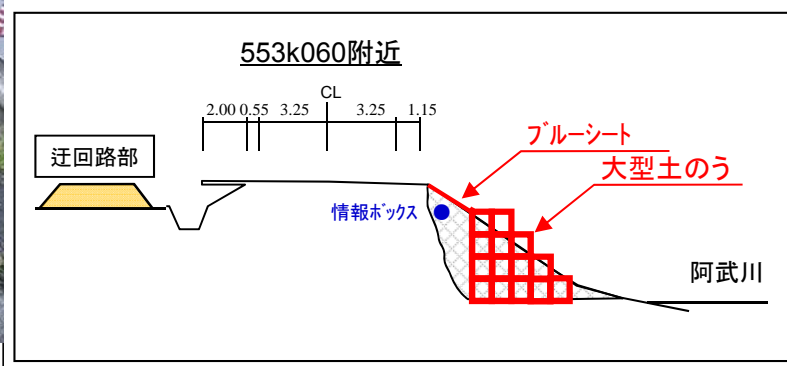 553k060附近
CL
2.00 0.55 3.25 3.25 1.15
ブルーシート
迂回路部
大型土のう
情報ボックス
阿武川